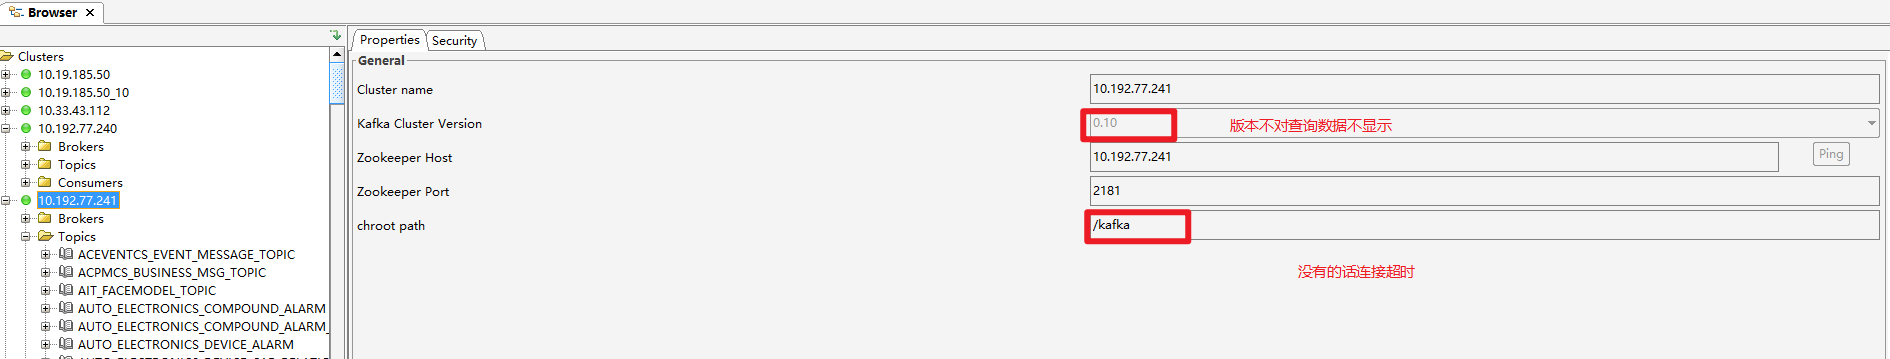 Browser
Clusters
10.19.185.50
10.19.185.50_10
10.33.43.112
10.192.77.240
Brokers
Topics
Consumers
10.192.77.241
Brokers
Topics
ACEVENTCS_EVENT_MESSAGE_TOPIC
ACPMCS_BUSINESS_MSG_TOPIC
AIT_FACEMODEL_TOPIC
AUTO_ELECTRONICS_COMPOUND_ALARM
AUTO_ELECTRONICS_COMPOUND_ALARM_
AUTO_ELECTRONICS_DEVICE_ALARM
Properties Security
General
Cluster name 10.192.77.241
Kafka Cluster Version 0.10 版本不对查询数据不显示
Zookeeper Host 10.192.77.241 Ping
Zookeeper Port 2181
chroot path /kafka
没有的话连接超时